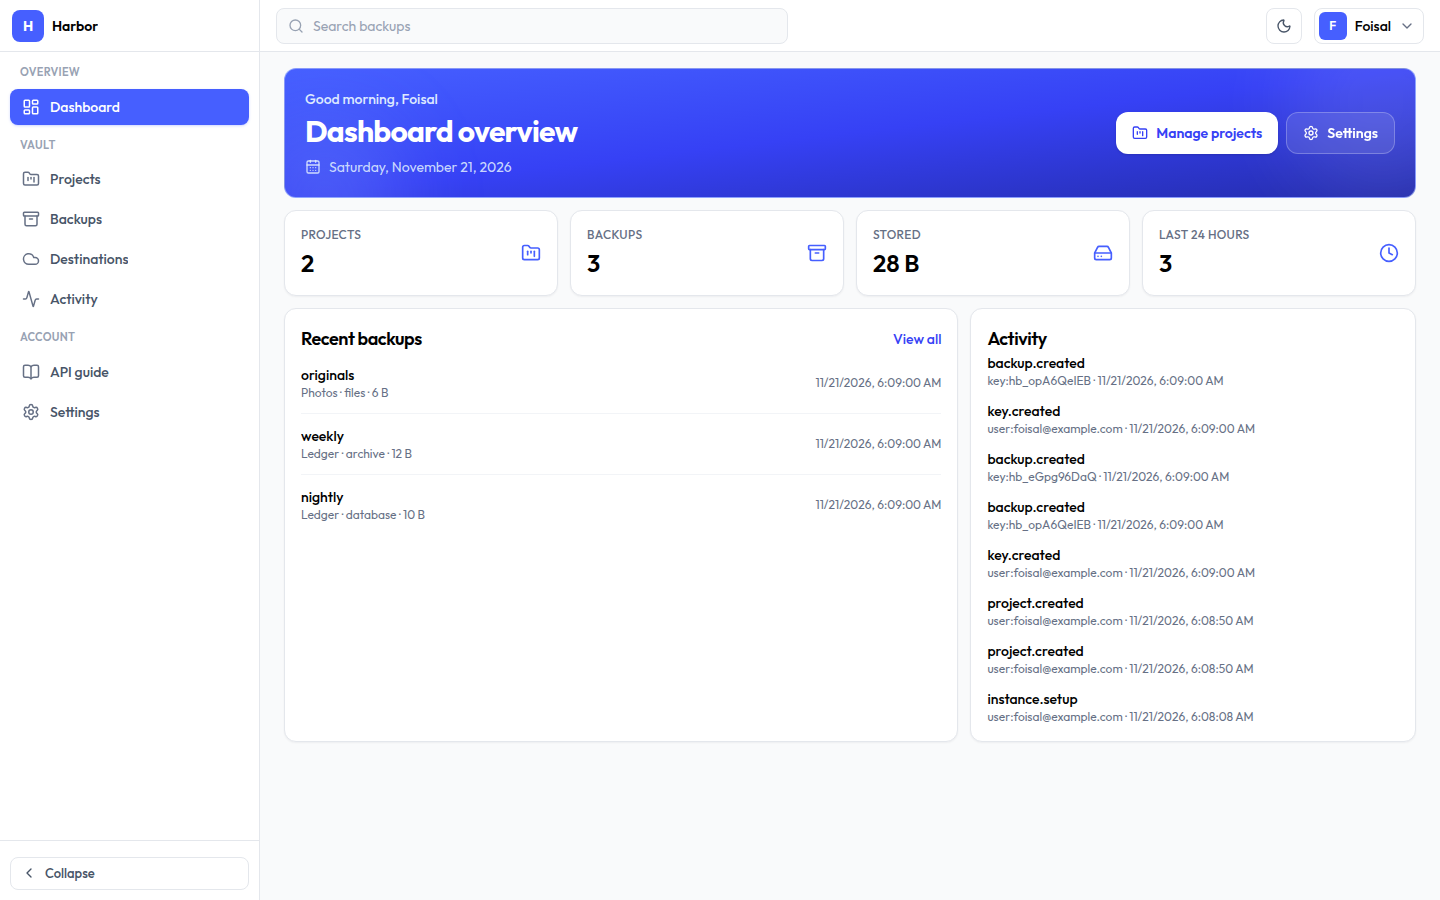 H Harbor
Search backups
F Foisal
OVERVIEW
Dashboard
VAULT
Projects
Backups
Destinations
Activity
ACCOUNT
API guide
Settings
Collapse
Good morning, Foisal
Dashboard overview
Saturday, November 21, 2026
Manage projects
Settings
PROJECTS
2
BACKUPS
3
STORED
28 B
LAST 24 HOURS
3
Recent backups
View all
originals
Photos · files · 6 B
11/21/2026, 6:09:00 AM
weekly
Ledger · archive · 12 B
11/21/2026, 6:09:00 AM
nightly
Ledger · database · 10 B
11/21/2026, 6:09:00 AM
Activity
backup.created
key:hb_opA6QeIEB · 11/21/2026, 6:09:00 AM
key.created
user:foisal@example.com · 11/21/2026, 6:09:00 AM
backup.created
key:hb_eGpg96DaQ · 11/21/2026, 6:09:00 AM
backup.created
key:hb_opA6QeIEB · 11/21/2026, 6:09:00 AM
key.created
user:foisal@example.com · 11/21/2026, 6:09:00 AM
project.created
user:foisal@example.com · 11/21/2026, 6:08:50 AM
project.created
user:foisal@example.com · 11/21/2026, 6:08:50 AM
instance.setup
user:foisal@example.com · 11/21/2026, 6:08:08 AM